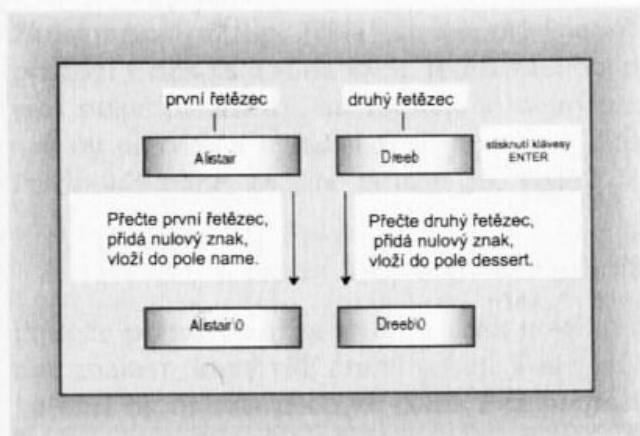 první řetězec
druhý řetězec
Alistair
Dreeb
stisknutí klávesy
ENTER
Přečte první řetězec,
přidá nulový znak,
vloží do pole name.
Přečte druhý řetězec,
přidá nulový znak,
vloží do pole dessert.
Alistair\0
Dreeb\0